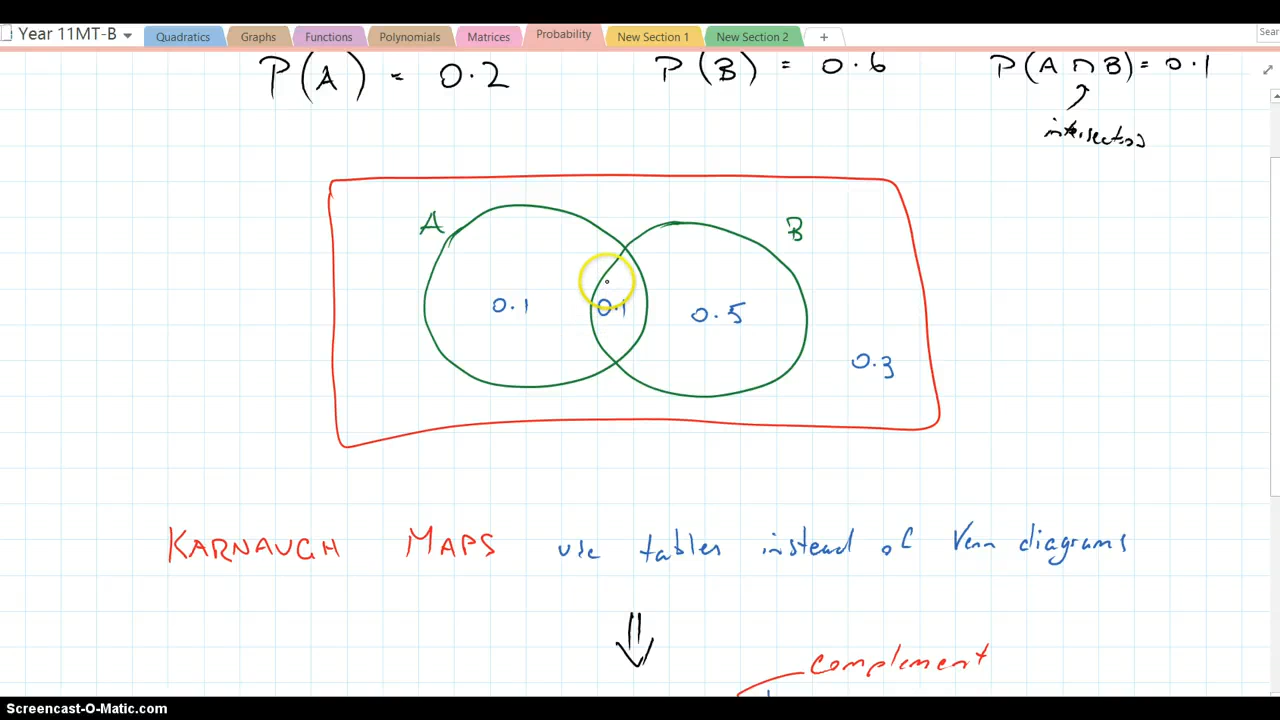 Year 11MT-B Quadratics Graphs Functions Polynomials Matrices Probability New Section 1 New Section 2 + Sear
P(A) = 0.2 P(B) = 0.6 P(A ∩ B) = 0.1
intersection
A B
0.1 0.1 0.5
0.3
KARNAUGH MAPS use tables instead of Venn diagrams
complement
Screencast-O-Matic.com